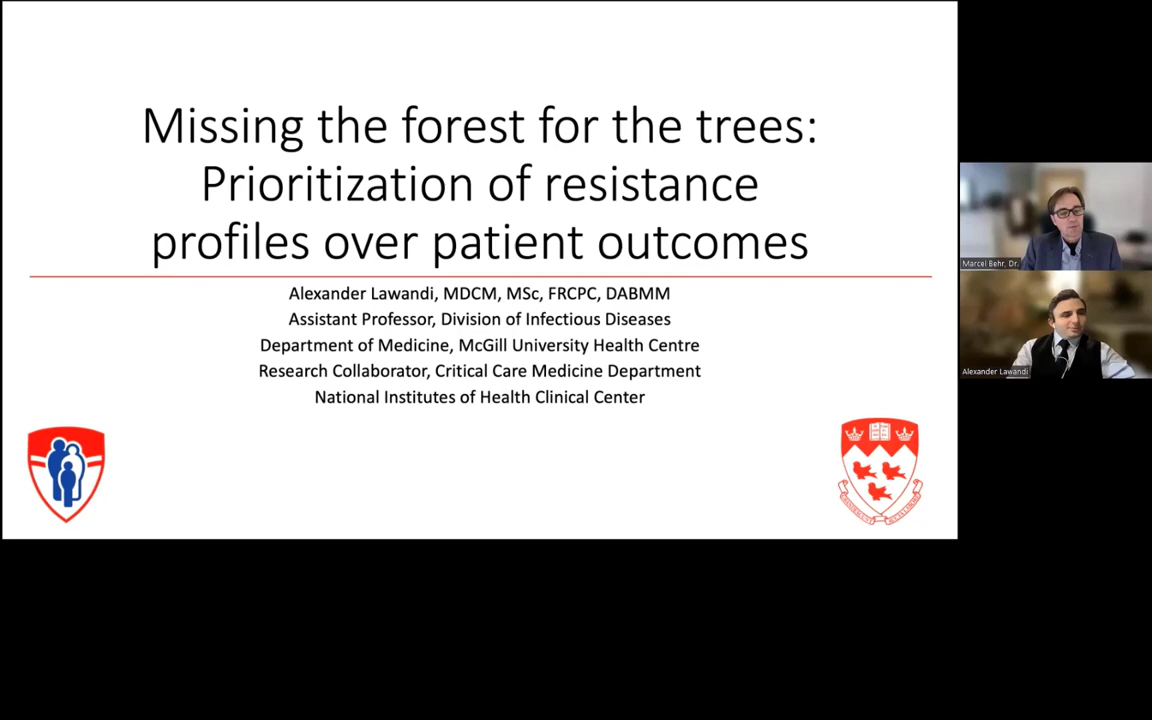 Missing the forest for the trees:
Prioritization of resistance
profiles over patient outcomes
Alexander Lawandi, MDCM, MSc, FRCPC, DABMM
Assistant Professor, Division of Infectious Diseases
Department of Medicine, McGill University Health Centre
Research Collaborator, Critical Care Medicine Department
National Institutes of Health Clinical Center
Marcel Behr, Dr.
Alexander Lawandi